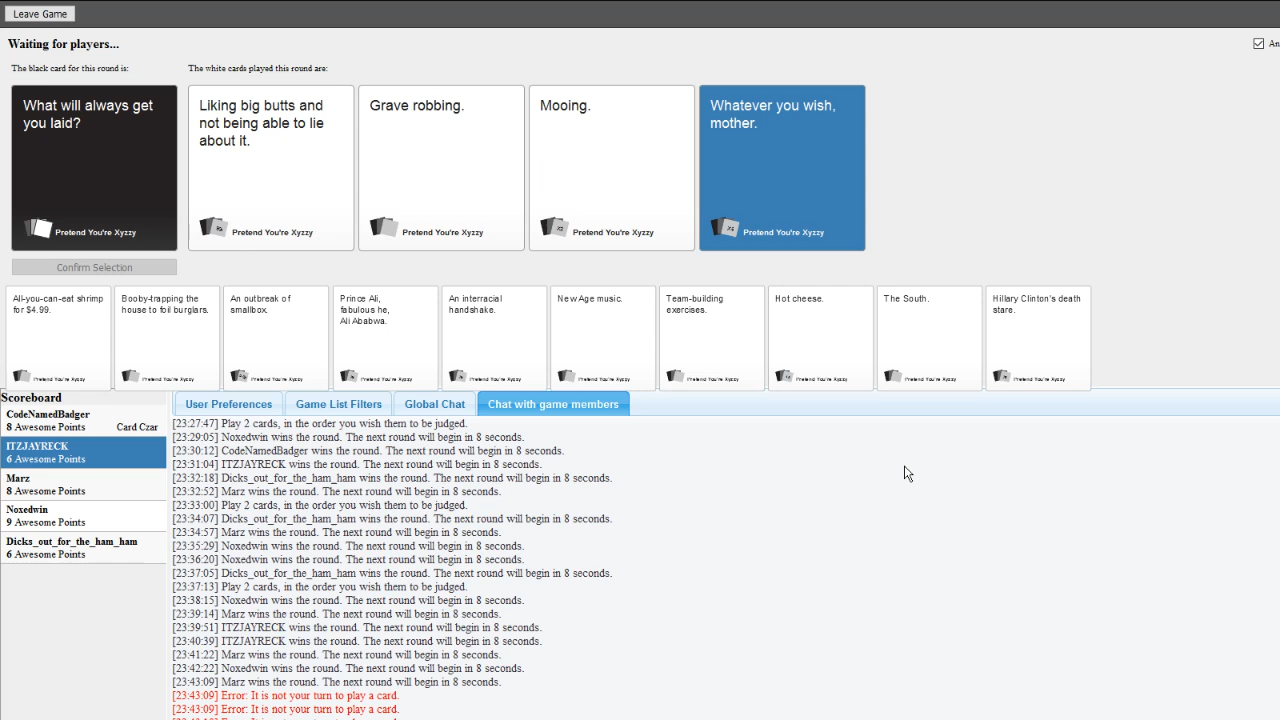 Leave Game
Waiting for players...
An
The black card for this round is:
The white cards played this round are:
What will always get
you laid?
Pretend You're Xyzzy
Liking big butts and
not being able to lie
about it.
Pretend You're Xyzzy
Grave robbing.
Pretend You're Xyzzy
Mooing.
Pretend You're Xyzzy
Whatever you wish,
mother.
Pretend You're Xyzzy
Confirm Selection
All-you-can-eat shrimp
for $4.99.
Pretend You're Xyzzy
Booby-trapping the
house to foil burglars.
Pretend You're Xyzzy
An outbreak of
smallbox.
Pretend You're Xyzzy
Prince Ali,
fabulous he,
Ali Ababwa.
Pretend You're Xyzzy
An interracial
handshake.
Pretend You're Xyzzy
New Age music.
Pretend You're Xyzzy
Team-building
exercises.
Pretend You're Xyzzy
Hot cheese.
Pretend You're Xyzzy
The South.
Pretend You're Xyzzy
Hillary Clinton's death
stare.
Pretend You're Xyzzy
Scoreboard
CodeNamedBadger
8 Awesome Points Card Czar
ITZJAYRECK
6 Awesome Points
Marz
8 Awesome Points
Noxedwin
9 Awesome Points
Dicks_out_for_the_ham_ham
6 Awesome Points
User Preferences
Game List Filters
Global Chat
Chat with game members
[23:27:47] Play 2 cards, in the order you wish them to be judged.
[23:29:05] Noxedwin wins the round. The next round will begin in 8 seconds.
[23:30:12] CodeNamedBadger wins the round. The next round will begin in 8 seconds.
[23:31:04] ITZJAYRECK wins the round. The next round will begin in 8 seconds.
[23:32:18] Dicks_out_for_the_ham_ham wins the round. The next round will begin in 8 seconds.
[23:32:52] Marz wins the round. The next round will begin in 8 seconds.
[23:33:00] Play 2 cards, in the order you wish them to be judged.
[23:34:07] Dicks_out_for_the_ham_ham wins the round. The next round will begin in 8 seconds.
[23:34:57] Marz wins the round. The next round will begin in 8 seconds.
[23:35:29] Noxedwin wins the round. The next round will begin in 8 seconds.
[23:36:20] Noxedwin wins the round. The next round will begin in 8 seconds.
[23:37:05] Dicks_out_for_the_ham_ham wins the round. The next round will begin in 8 seconds.
[23:37:13] Play 2 cards, in the order you wish them to be judged.
[23:38:15] Noxedwin wins the round. The next round will begin in 8 seconds.
[23:39:14] Marz wins the round. The next round will begin in 8 seconds.
[23:39:51] ITZJAYRECK wins the round. The next round will begin in 8 seconds.
[23:40:39] ITZJAYRECK wins the round. The next round will begin in 8 seconds.
[23:41:22] Marz wins the round. The next round will begin in 8 seconds.
[23:42:22] Noxedwin wins the round. The next round will begin in 8 seconds.
[23:43:09] Marz wins the round. The next round will begin in 8 seconds.
[23:43:09] Error: It is not your turn to play a card.
[23:43:09] Error: It is not your turn to play a card.